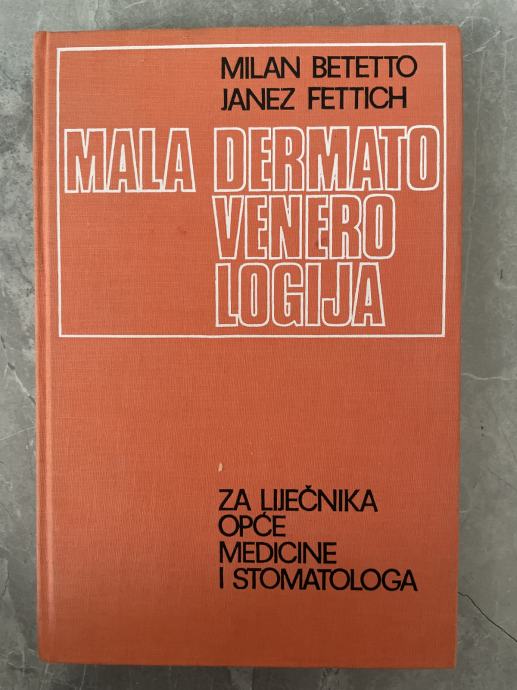 MILAN BETETTO
JANEZ FETTICH
MALA DERMATO
VENERO
LOGIJA
ZA LIJEČNIKA
OPĆE
MEDICINE
I STOMATOLOGA